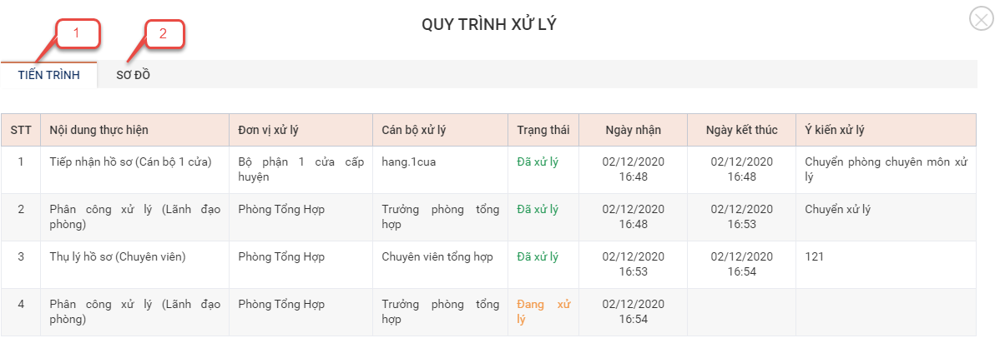 1 2
QUY TRÌNH XỬ LÝ
TIẾN TRÌNH SƠ ĐỒ
STT Nội dung thực hiện Đơn vị xử lý Cán bộ xử lý Trạng thái Ngày nhận Ngày kết thúc Ý kiến xử lý
1 Tiếp nhận hồ sơ (Cán bộ 1 cửa) Bộ phận 1 cửa cấp hang.1cua Đã xử lý 02/12/2020 02/12/2020 Chuyển phòng chuyên môn xử
huyện 16:48 16:48 lý
2 Phân công xử lý (Lãnh đạo Phòng Tổng Hợp Trưởng phòng tổng Đã xử lý 02/12/2020 02/12/2020 Chuyển xử lý
phòng) hợp 16:48 16:53
3 Thụ lý hồ sơ (Chuyên viên) Phòng Tổng Hợp Chuyên viên tổng hợp Đã xử lý 02/12/2020 02/12/2020 121
16:53 16:54
4 Phân công xử lý (Lãnh đạo Phòng Tổng Hợp Trưởng phòng tổng Đang xử 02/12/2020
phòng) hợp lý 16:54